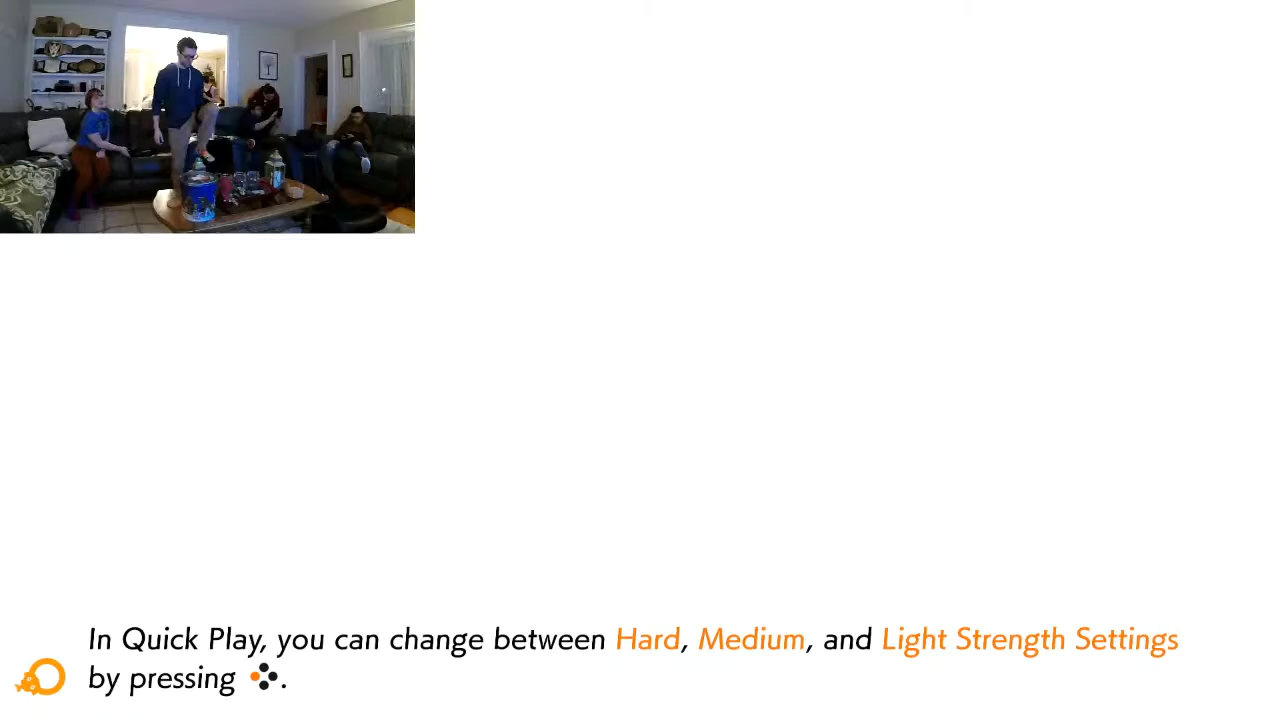 In Quick Play, you can change between Hard, Medium, and Light Strength Settings
by pressing .